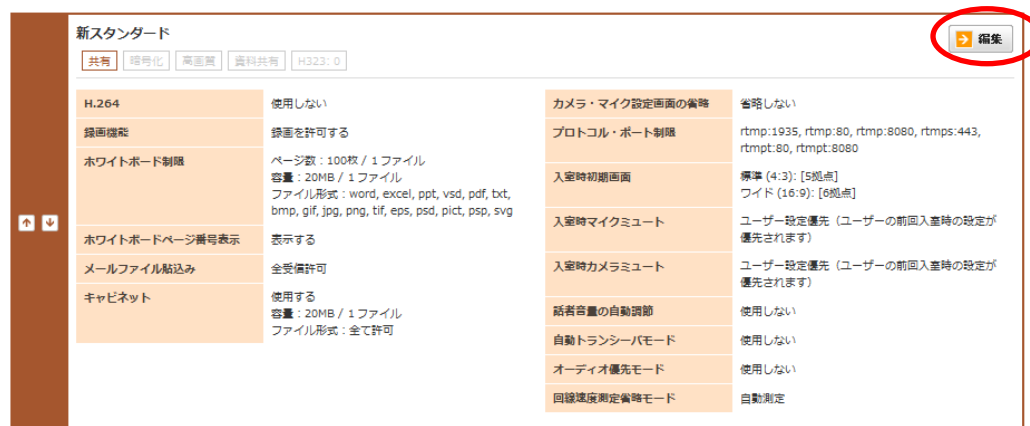 新スタンダード
編集
共有 暗号化 高画質 資料共有 H323: 0
H.264 使用しない
録画機能 録画を許可する
ホワイトボード制限 ページ数：100枚 / 1 ファイル
容量：20MB / 1 ファイル
ファイル形式：word, excel, ppt, vsd, pdf, txt,
bmp, gif, jpg, png, tif, eps, psd, pict, psp, svg
ホワイトボードページ番号表示 表示する
メールファイル貼込み 全受信許可
キャビネット 使用する
容量：20MB / 1 ファイル
ファイル形式：全て許可
カメラ・マイク設定画面の省略 省略しない
プロトコル・ポート制限 rtmp:1935, rtmp:80, rtmp:8080, rtmps:443,
rtmpt:80, rtmpt:8080
入室時初期画面 標準 (4:3): [5拠点]
ワイド (16:9): [6拠点]
入室時マイクミュート ユーザー設定優先（ユーザーの前回入室時の設定が
優先されます）
入室時カメラミュート ユーザー設定優先（ユーザーの前回入室時の設定が
優先されます）
話者音量の自動調節 使用しない
自動トランシーバモード 使用しない
オーディオ優先モード 使用しない
回線速度測定省略モード 自動測定